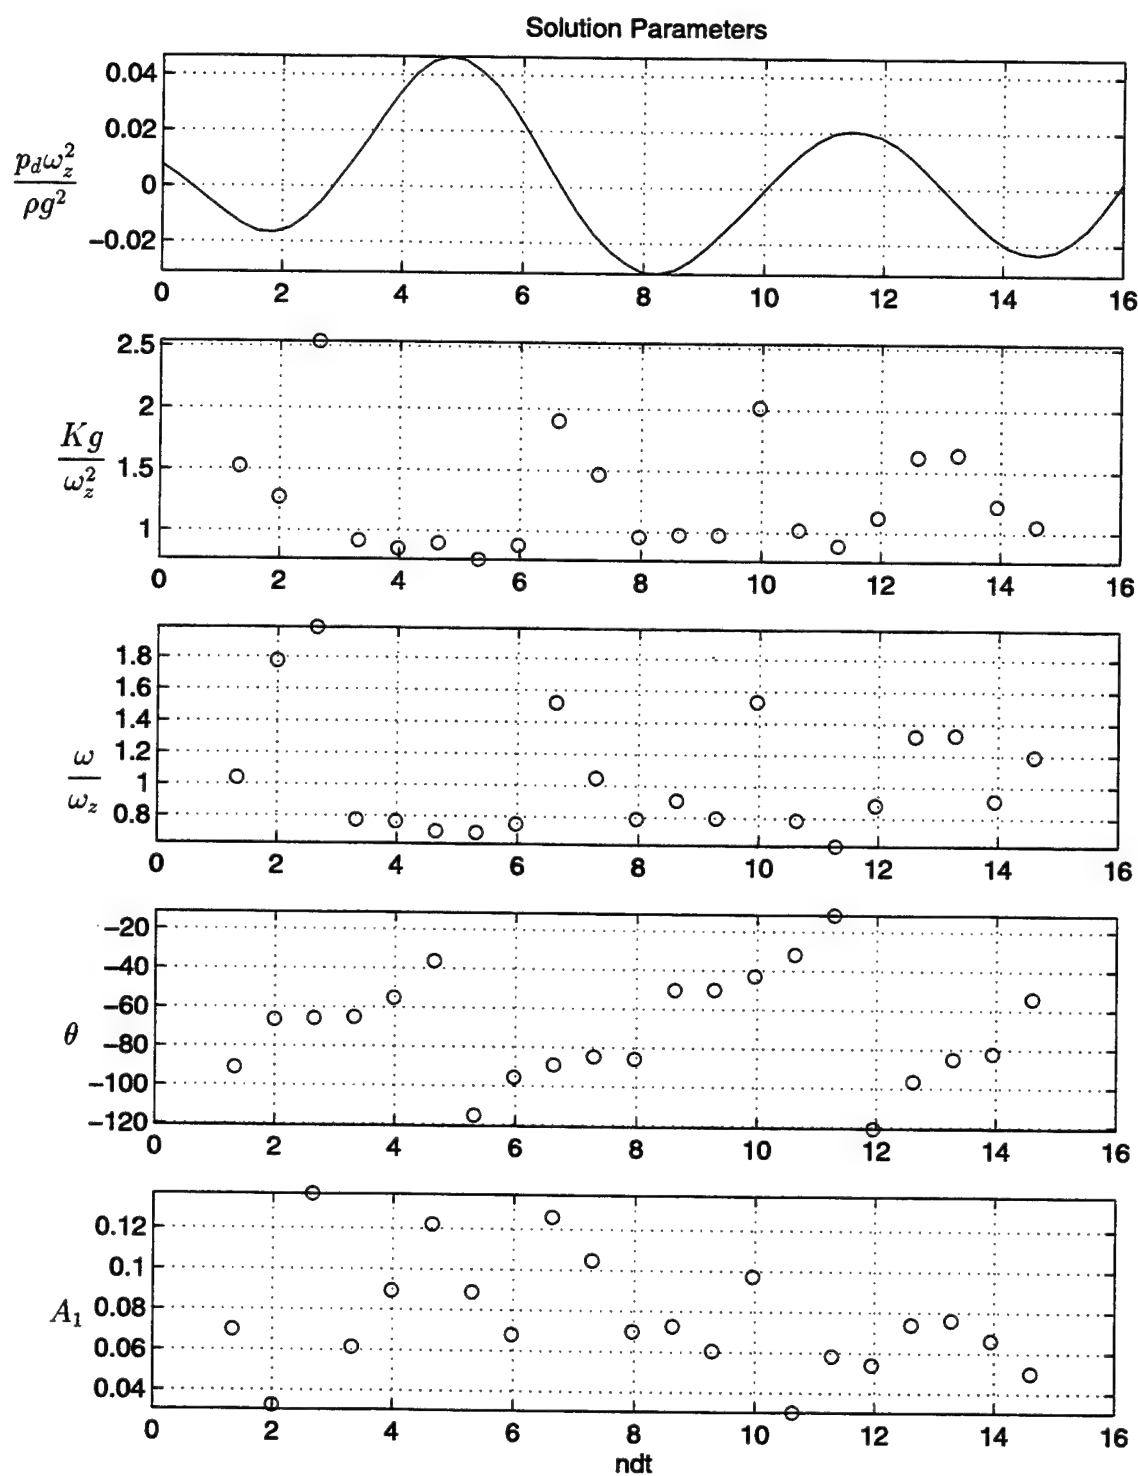 Solution Parameters
0.04
0.02
0
−0.02
p_d ω_z^2
ρg^2
0 2 4 6 8 10 12 14 16
2.5
2
1.5
1
Kg
ω_z^2
0 2 4 6 8 10 12 14 16
1.8
1.6
1.4
1.2
1
0.8
ω
ω_z
0 2 4 6 8 10 12 14 16
−20
−40
−60
−80
−100
−120
θ
0 2 4 6 8 10 12 14 16
0.12
0.1
0.08
0.06
0.04
A_1
0 2 4 6 8 10 12 14 16
ndt